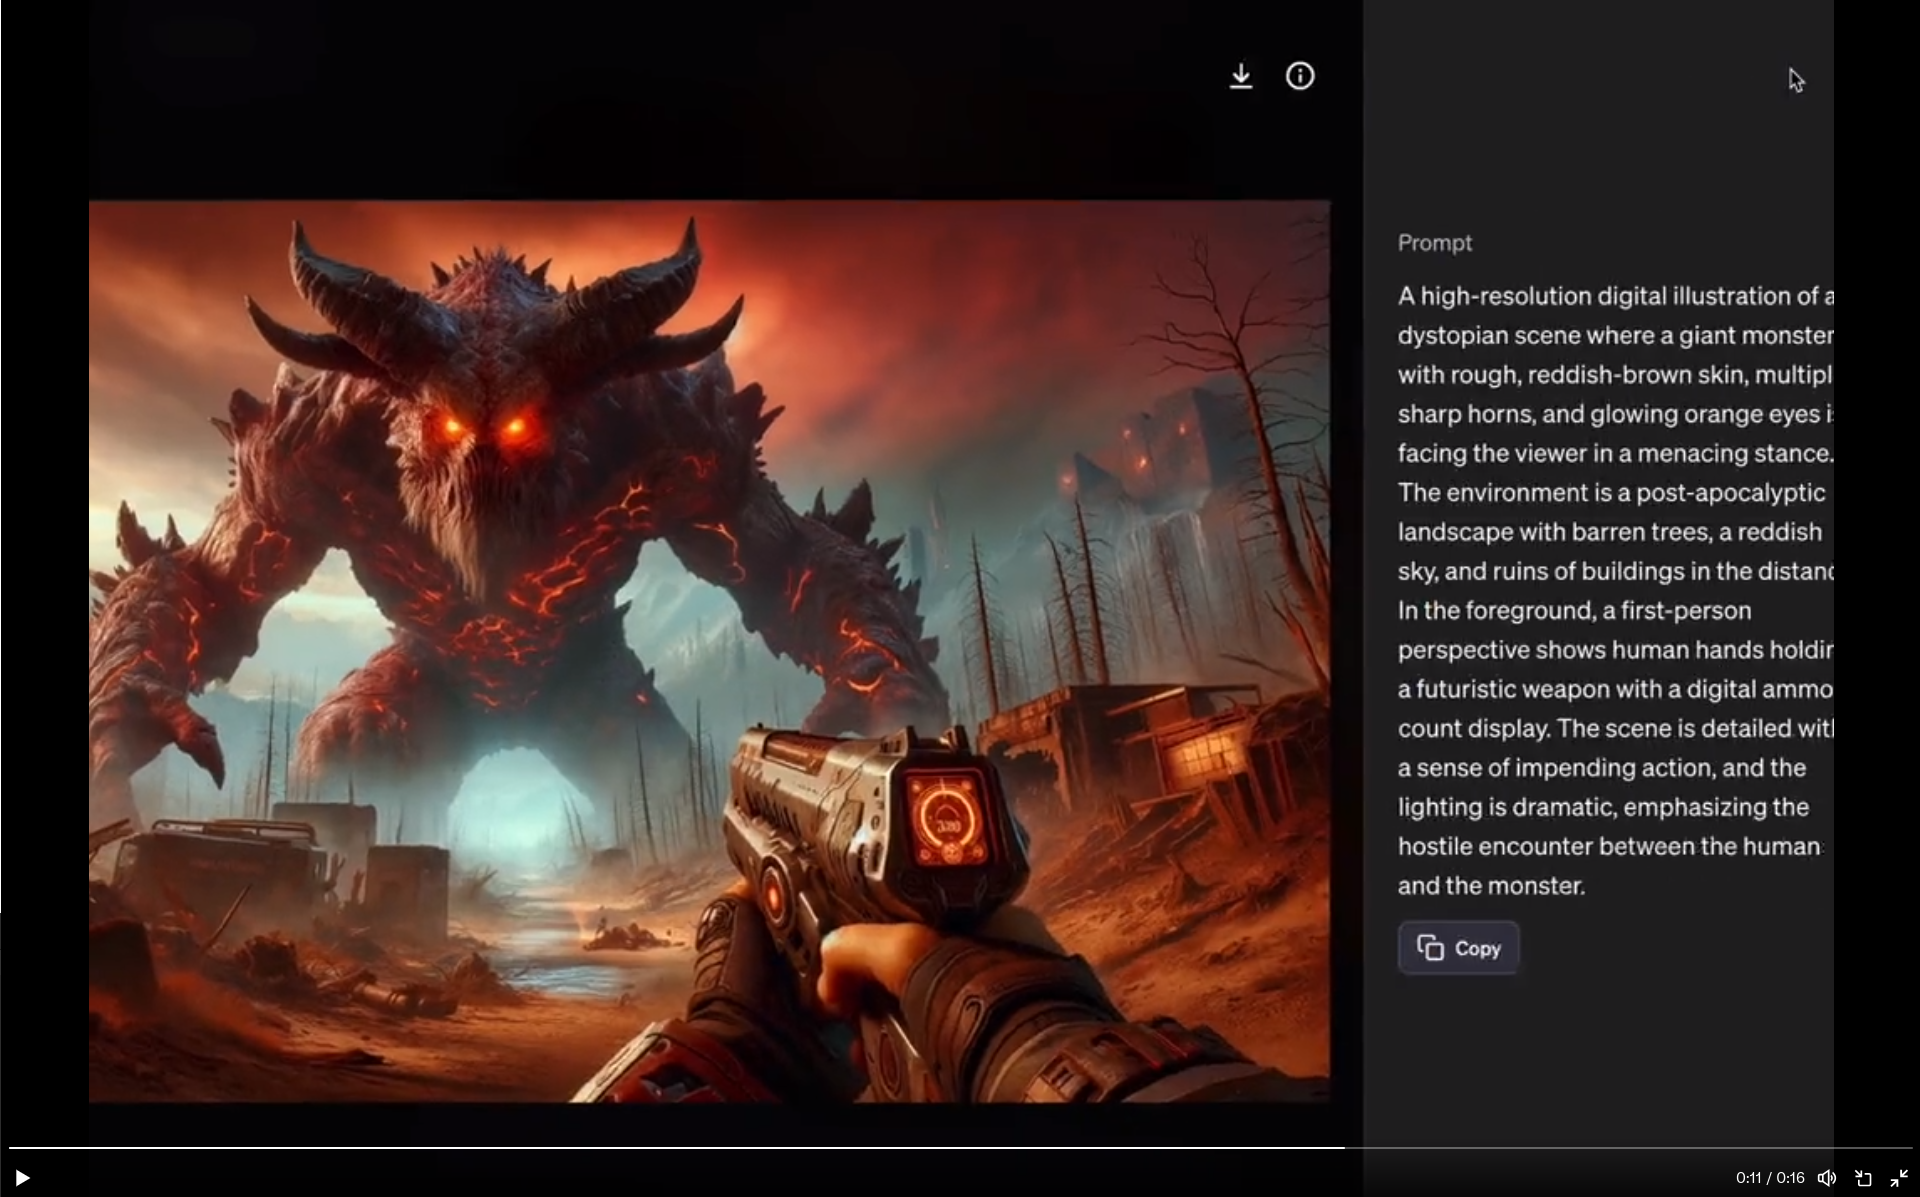 Prompt
A high-resolution digital illustration of a
dystopian scene where a giant monster
with rough, reddish-brown skin, multipl
sharp horns, and glowing orange eyes i
facing the viewer in a menacing stance.
The environment is a post-apocalyptic
landscape with barren trees, a reddish
sky, and ruins of buildings in the distanc
In the foreground, a first-person
perspective shows human hands holdin
a futuristic weapon with a digital ammo
count display. The scene is detailed with
a sense of impending action, and the
lighting is dramatic, emphasizing the
hostile encounter between the human
and the monster.
Copy
0:11 / 0:16